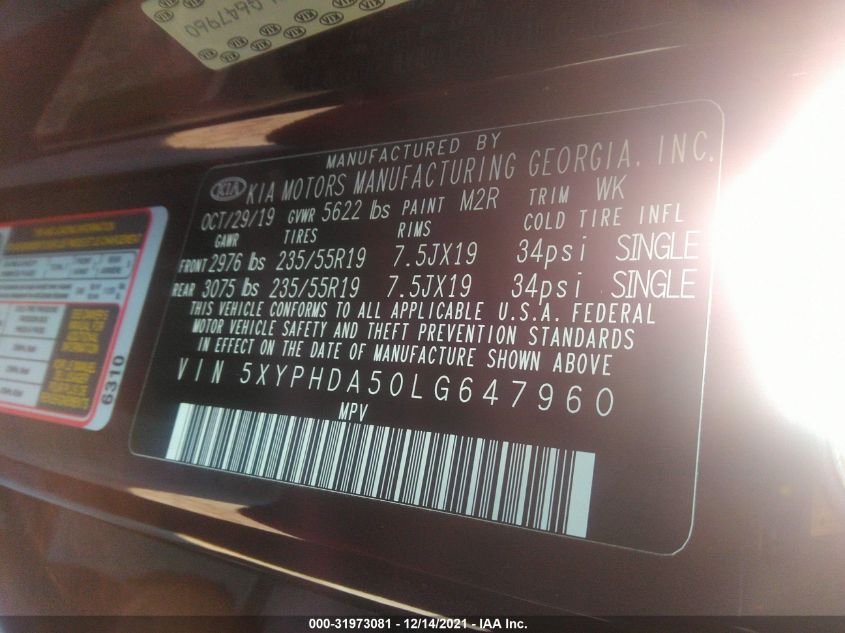 G647960
MANUFACTURED BY
KIA KIA MOTORS MANUFACTURING GEORGIA, INC.
OCT/29/19 GVWR 5622 lbs PAINT M2R TRIM WK
GAWR TIRES RIMS COLD TIRE INFL
FRONT 2976 lbs 235/55R19 7.5JX19 34psi SINGLE
REAR 3075 lbs 235/55R19 7.5JX19 34psi SINGLE
THIS VEHICLE CONFORMS TO ALL APPLICABLE U.S.A. FEDERAL
MOTOR VEHICLE SAFETY AND THEFT PREVENTION STANDARDS
IN EFFECT ON THE DATE OF MANUFACTURE SHOWN ABOVE
VIN 5XYPHDA50LG647960
MPV
6310
000-31973081 - 12/14/2021 - IAA Inc.